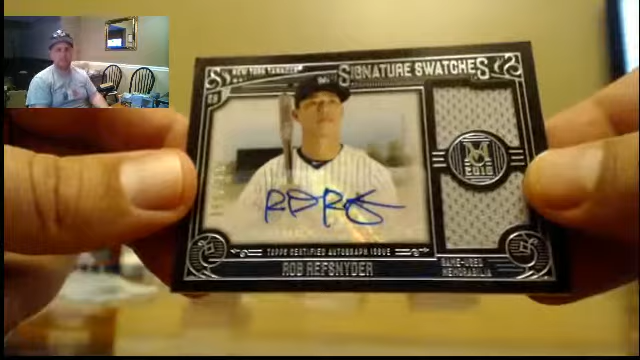 NEW YORK YANKEES
SIGNATURE SWATCHES
M
2016
TOPPS CERTIFIED AUTOGRAPH ISSUE
ROB REFSNYDER
GAME-USED
MEMORABILIA